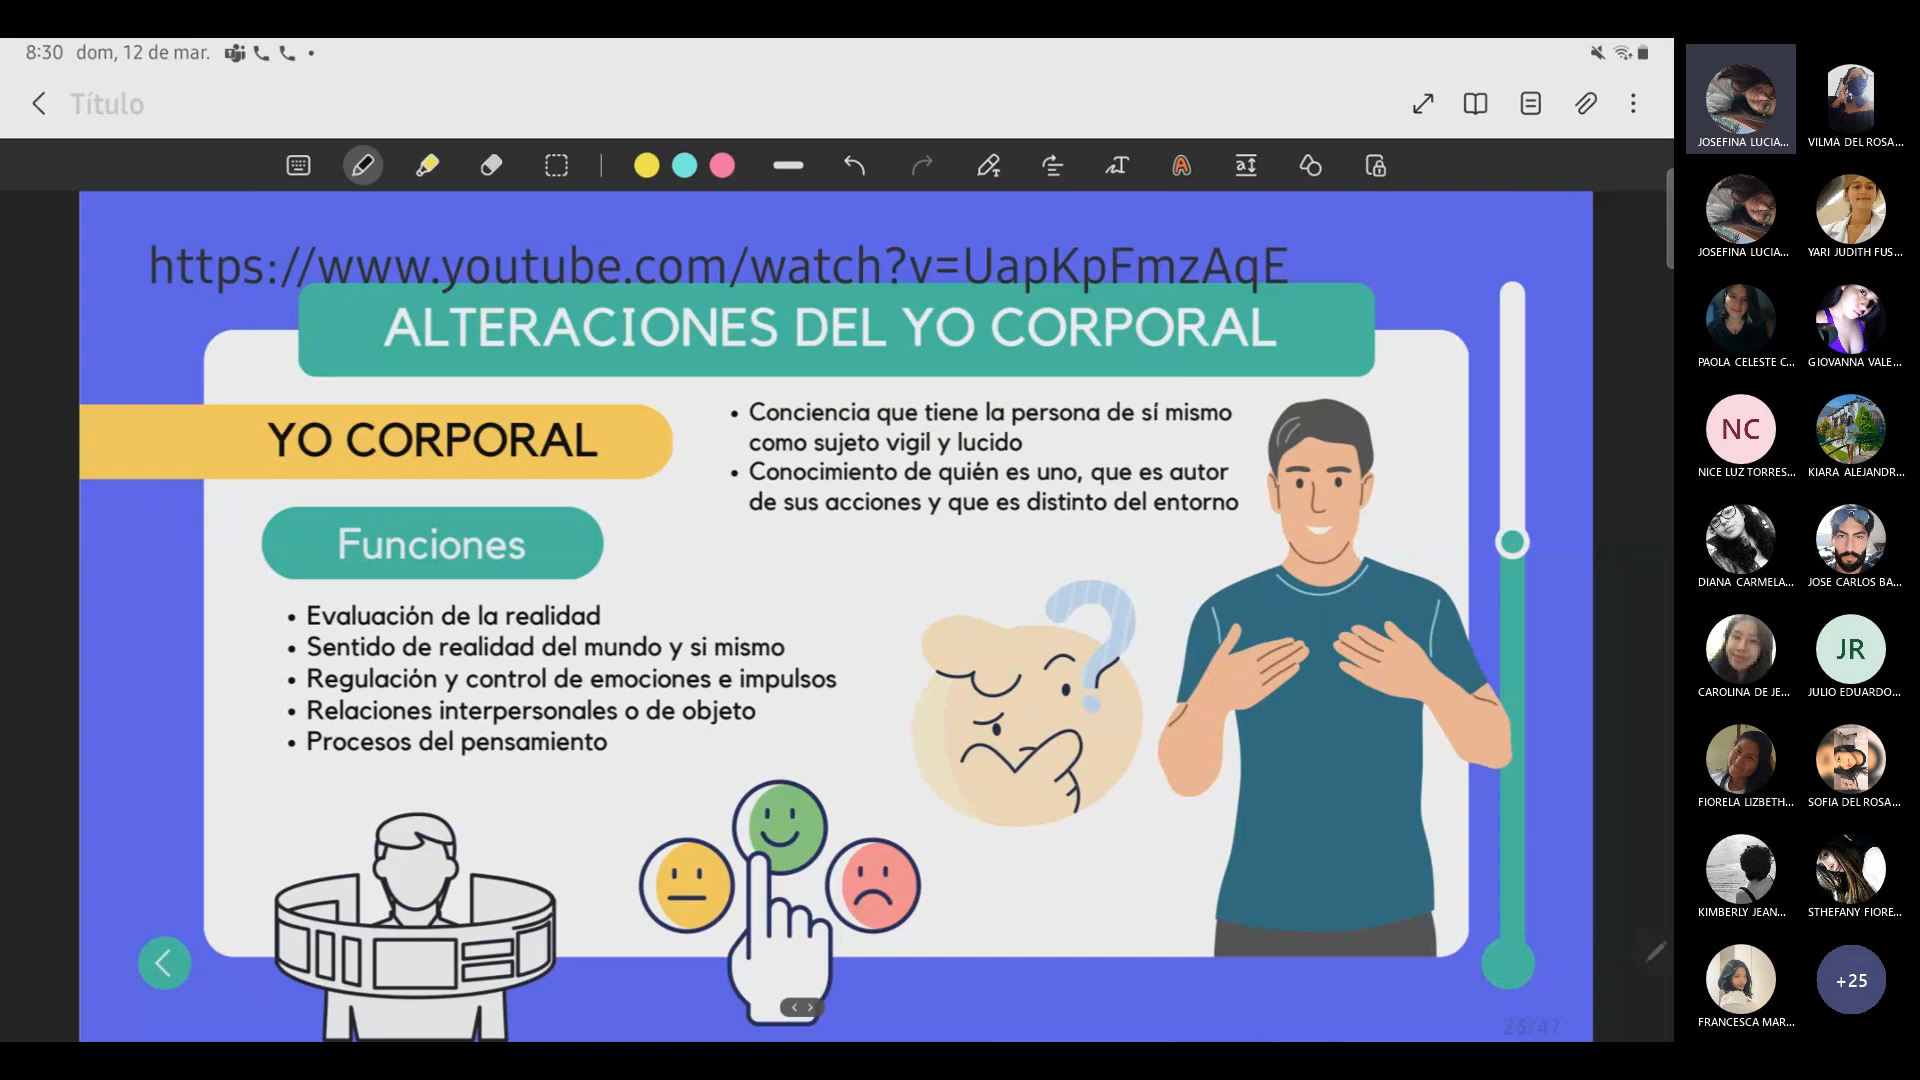 8:30 dom, 12 de mar.
Título
https://www.youtube.com/watch?v=UapKpFmzAqE
ALTERACIONES DEL YO CORPORAL
YO CORPORAL
• Conciencia que tiene la persona de sí mismo
como sujeto vigil y lucido
• Conocimiento de quién es uno, que es autor
de sus acciones y que es distinto del entorno
Funciones
• Evaluación de la realidad
• Sentido de realidad del mundo y si mismo
• Regulación y control de emociones e impulsos
• Relaciones interpersonales o de objeto
• Procesos del pensamiento
23/47
JOSEFINA LUCIA...
VILMA DEL ROSA...
JOSEFINA LUCIA...
YARI JUDITH FUS...
PAOLA CELESTE C...
GIOVANNA VALE...
NC
NICE LUZ TORRES...
KIARA ALEJANDR...
DIANA CARMELA...
JOSE CARLOS BA...
CAROLINA DE JE...
JR
JULIO EDUARDO...
FIORELA LIZBETH...
SOFIA DEL ROSA...
KIMBERLY JEAN...
STHEFANY FIORE...
FRANCESCA MAR...
+25